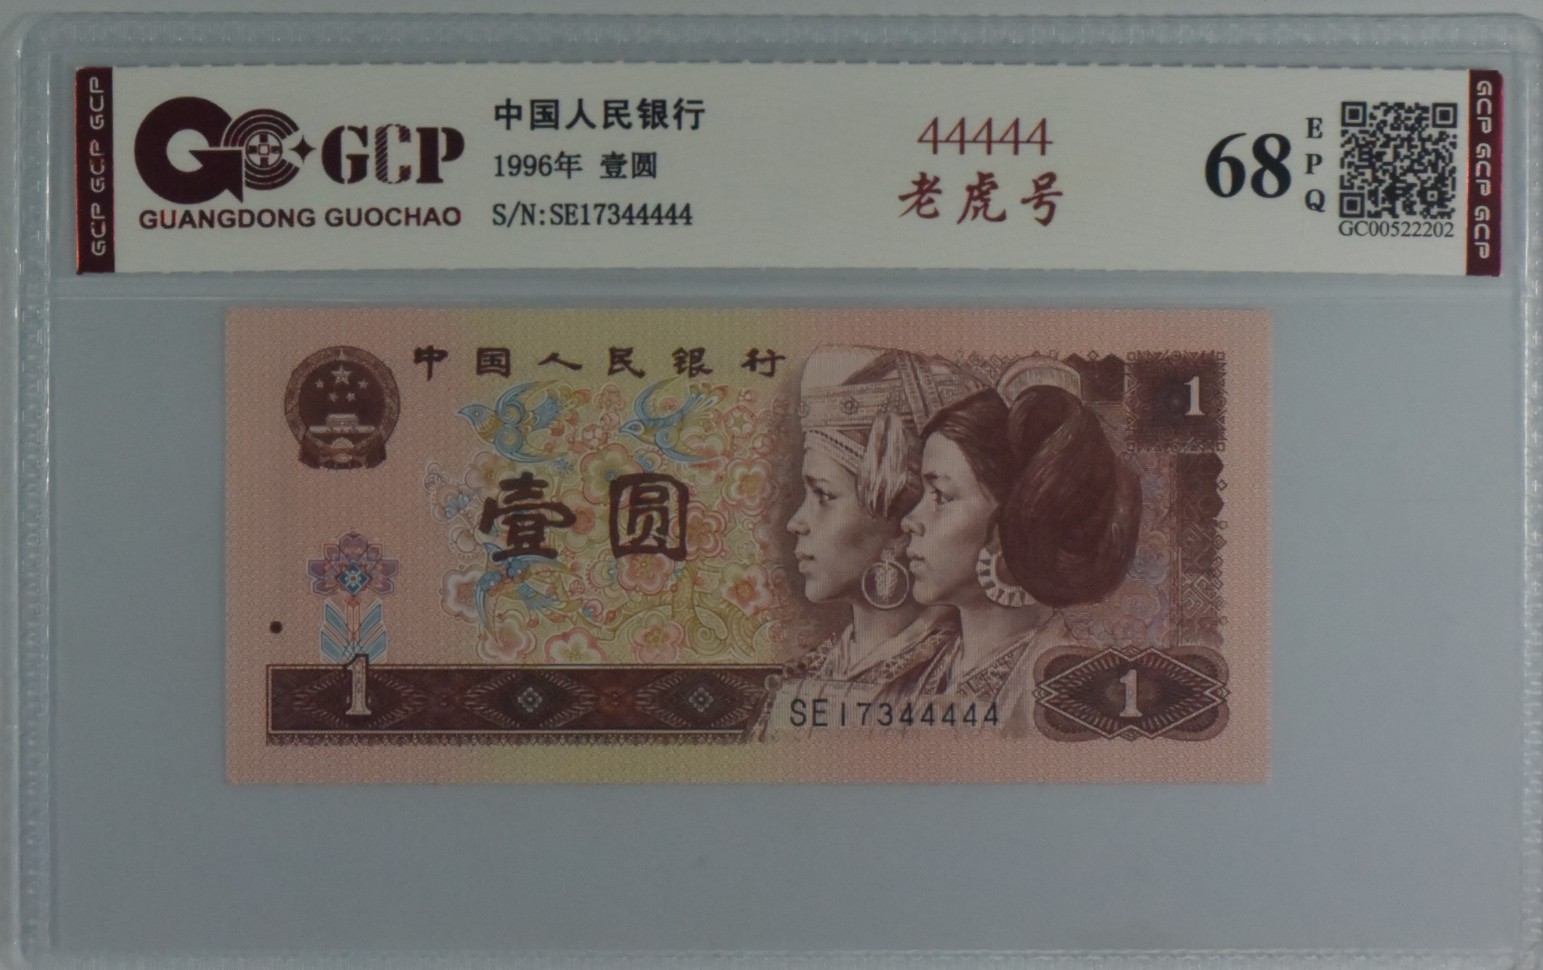 GCP GCP GCP
GCP
GUANGDONG GUOCHAO
中国人民银行
1996年 壹圆
S/N:SE17344444
44444
老虎号
68
EPQ
GC00522202
GCP GCP GCP
中国人民银行
1
壹圆
1
SE17344444
1